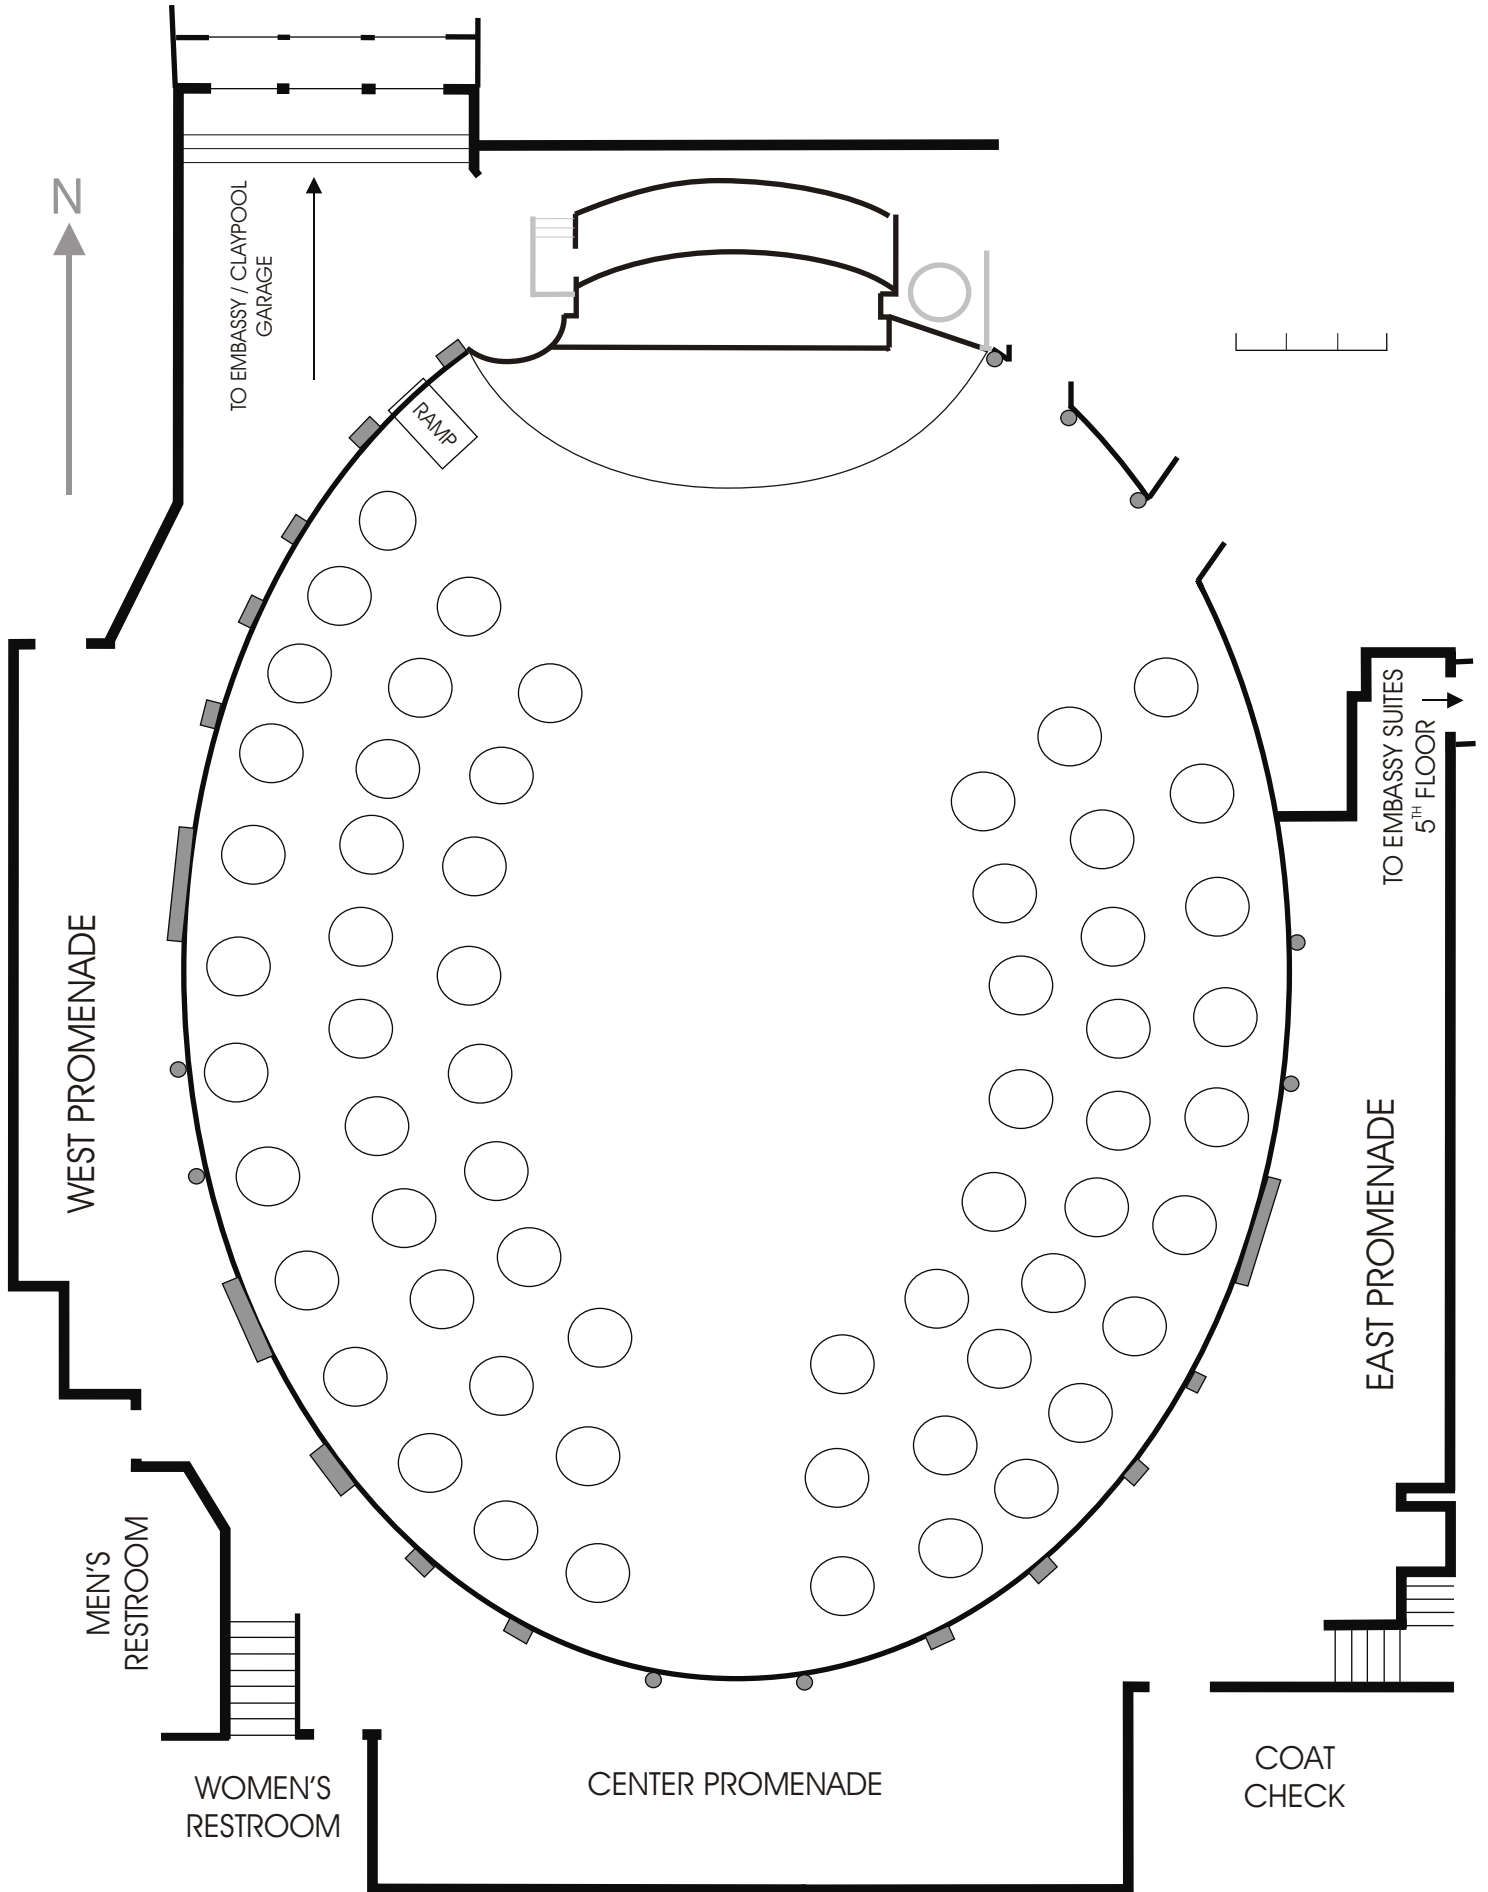 N
TO EMBASSY / CLAYPOOL
GARAGE
RAMP
TO EMBASSY SUITES
5TH FLOOR
WEST PROMENADE
EAST PROMENADE
MEN'S
RESTROOM
WOMEN'S
RESTROOM
CENTER PROMENADE
COAT
CHECK